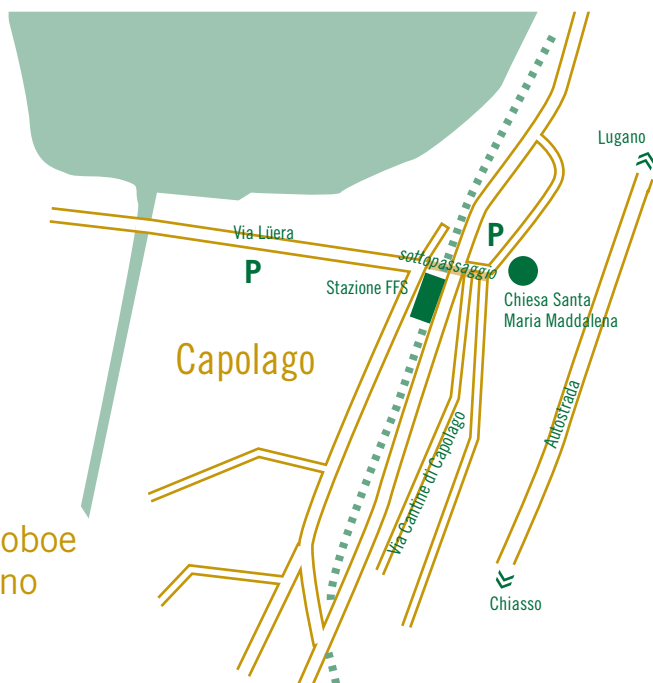 Lugano
Via Lüera
P
P
sottopassaggio
Stazione FFS
Chiesa Santa
Maria Maddalena
Capolago
Autostrada
Via Cantine di Capolago
oboe
no
Chiasso